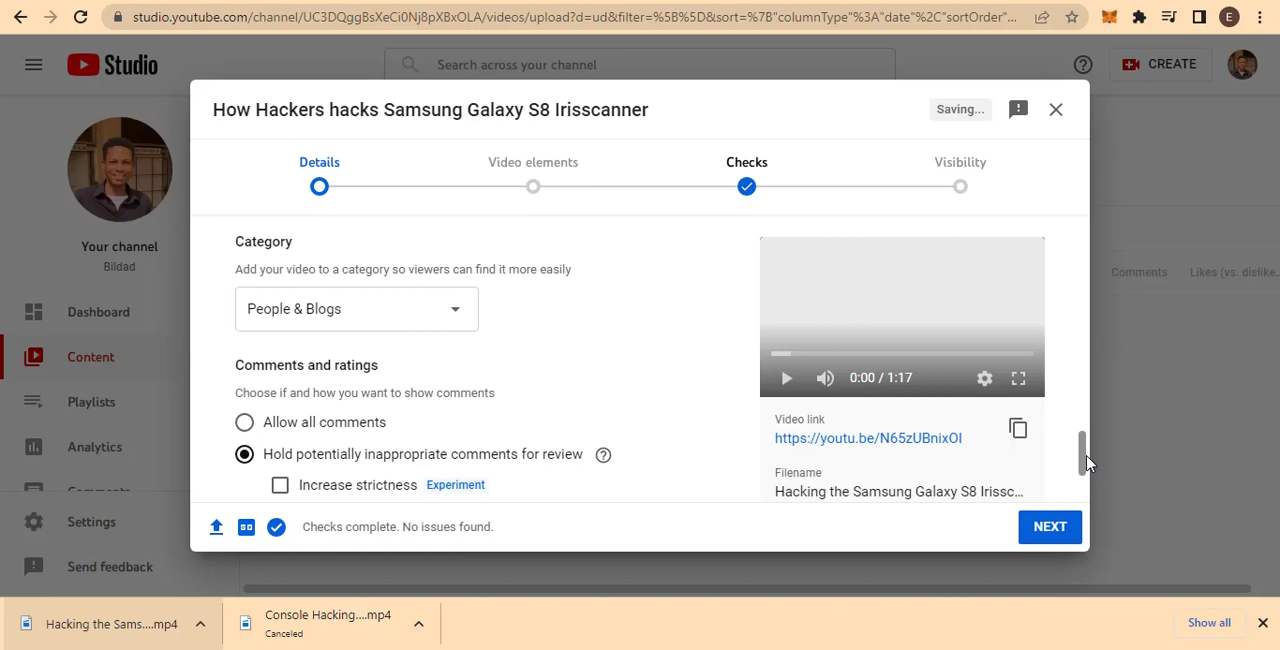 studio.youtube.com/channel/UC3DQggBsXeCi0Nj8pXBxOLA/videos/upload?d=ud&filter=%5B%5D&sort=%7B"columnType"%3A"date"%2C"sortOrder"...
E
Studio
Search across your channel
CREATE
How Hackers hacks Samsung Galaxy S8 Irisscanner
Saving...
Details
Video elements
Checks
Visibility
Your channel
Bildad
Dashboard
Content
Playlists
Analytics
Settings
Send feedback
Comments
Likes (vs. dislike...
Category
Add your video to a category so viewers can find it more easily
People & Blogs
Comments and ratings
Choose if and how you want to show comments
Allow all comments
Hold potentially inappropriate comments for review
Increase strictness Experiment
0:00 / 1:17
Video link
https://youtu.be/N65zUBnixOI
Filename
Hacking the Samsung Galaxy S8 Irissc...
Checks complete. No issues found.
NEXT
Hacking the Sams....mp4
Console Hacking....mp4
Canceled
Show all